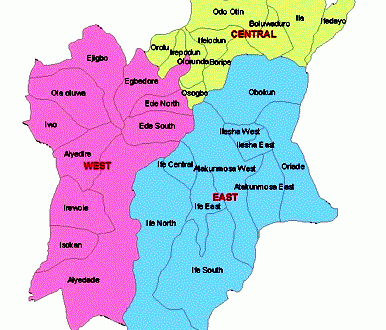 Odo Otin
Ila
Ifedayo
Boluwaduro
Ifelodun
CENTRAL
Orolu
Irepodun
Olorunda
Boripe
Ejigbo
Egbedore
Osogbo
Obokun
Ola oluwa
Ede North
Iwo
Ede South
Ilesha West
Ilesha East
Aiyedire
WEST
Ife Central
Atakunmosa West
Oriade
Atakunmosa East
EAST
Irewole
Ife East
Ife North
Isokan
Ife South
Aiyedade